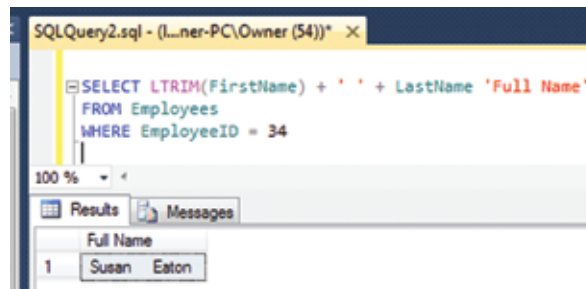 SQLQuery2.sql - (l...ner-PC\Owner (54))* ×
SELECT LTRIM(FirstName) + ' ' + LastName 'Full Name'
FROM Employees
WHERE EmployeeID = 34
100 %
Results Messages
Full Name
1 Susan Eaton